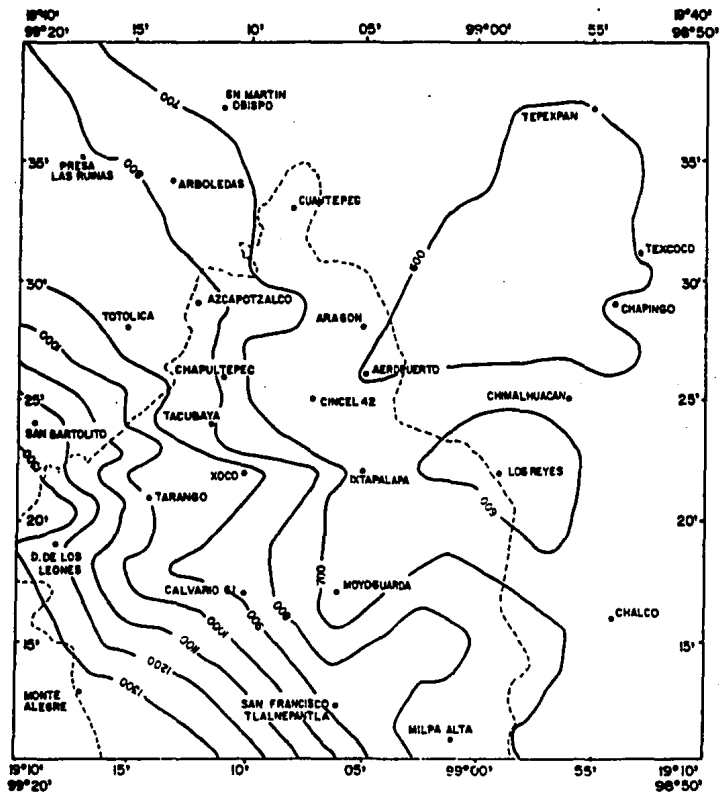 19°40'
99°20'
15'
10'
05'
99°00'
55'
19°40'
98°50'
700
SN MARTIN
OBISPO
TEPEXPAN
35'
PRESA
LAS RUINAS
800
ARBOLEDAS
35'
CUAUTEPEC
TEXCOCO
600
30'
30'
AZCAPOTZALCO
CHAPINGO
TOTOLICA
ARAGON
1000
CHAPULTEPEC
AEROPUERTO
25'
CINCEL 42
CHIMALHUACAN
25'
TACUBAYA
SAN BARTOLITO
XOCO
IXTAPALAPA
LOS REYES
TARANGO
600
20'
20'
D. DE LOS
LEONES
700
MOYOGUARDA
CALVARIO 61
800
900
CHALCO
1000
15'
1100
15'
1200
1300
MONTE
ALEGRE
SAN FRANCISCO
TLALNEPANTLA
MILPA ALTA
19°10'
99°20'
15'
10'
05'
99°00'
55'
19°10'
98°50'